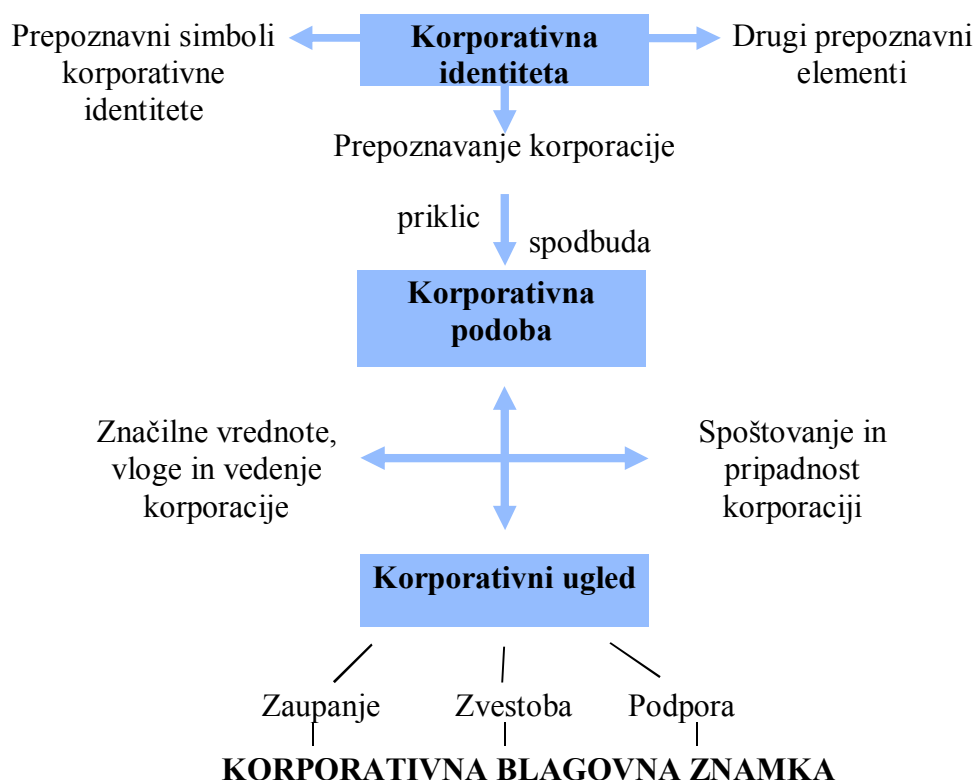 Prepoznavni simboli
korporativne
identitete
Korporativna
identiteta
Drugi prepoznavni
elementi
Prepoznavanje korporacije
priklic
spodbuda
Korporativna
podoba
Značilne vrednote,
vloge in vedenje
korporacije
Spoštovanje in
pripadnost
korporaciji
Korporativni ugled
Zaupanje
Zvestoba
Podpora
KORPORATIVNA BLAGOVNA ZNAMKA